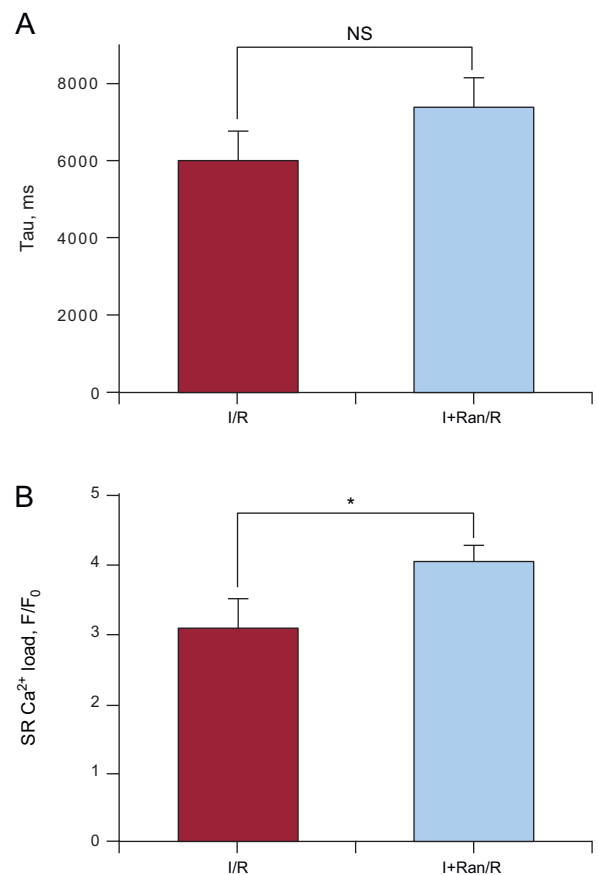 A
NS
8000
6000
4000
2000
0
Tau, ms
I/R
I+Ran/R
B
*
5
4
3
2
1
0
SR Ca²⁺ load, F/F₀
I/R
I+Ran/R